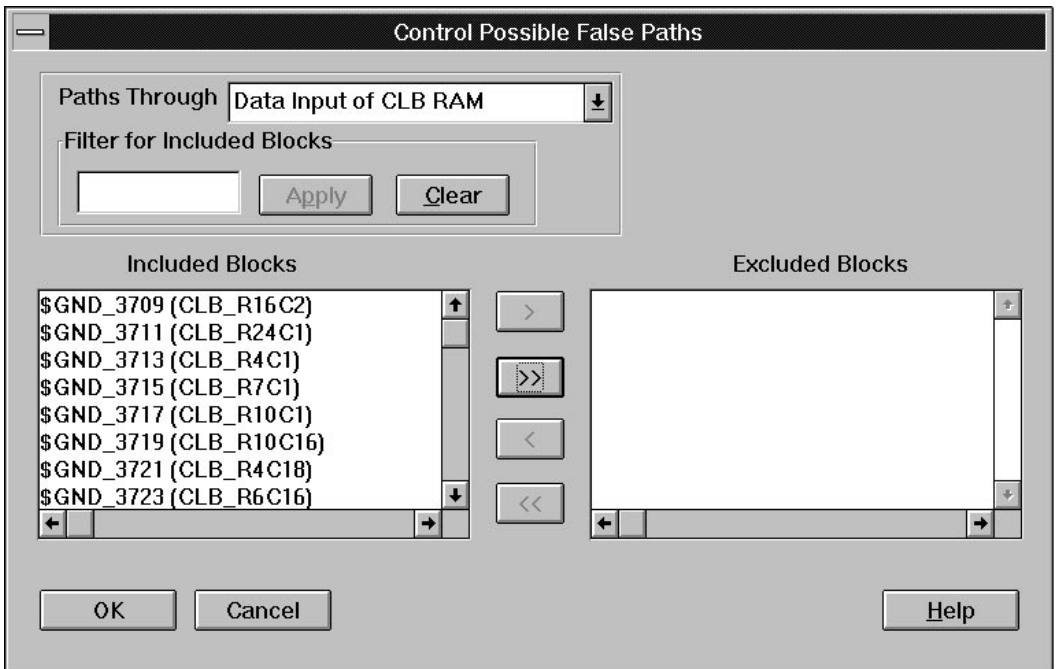 Control Possible False Paths
Paths Through Data Input of CLB RAM
Filter for Included Blocks
Apply Clear
Included Blocks Excluded Blocks
$GND_3709 (CLB_R16C2)
$GND_3711 (CLB_R24C1)
$GND_3713 (CLB_R4C1)
$GND_3715 (CLB_R7C1)
$GND_3717 (CLB_R10C1)
$GND_3719 (CLB_R10C16)
$GND_3721 (CLB_R4C18)
$GND_3723 (CLB_R6C16)
>
>>
<
<<
OK Cancel Help